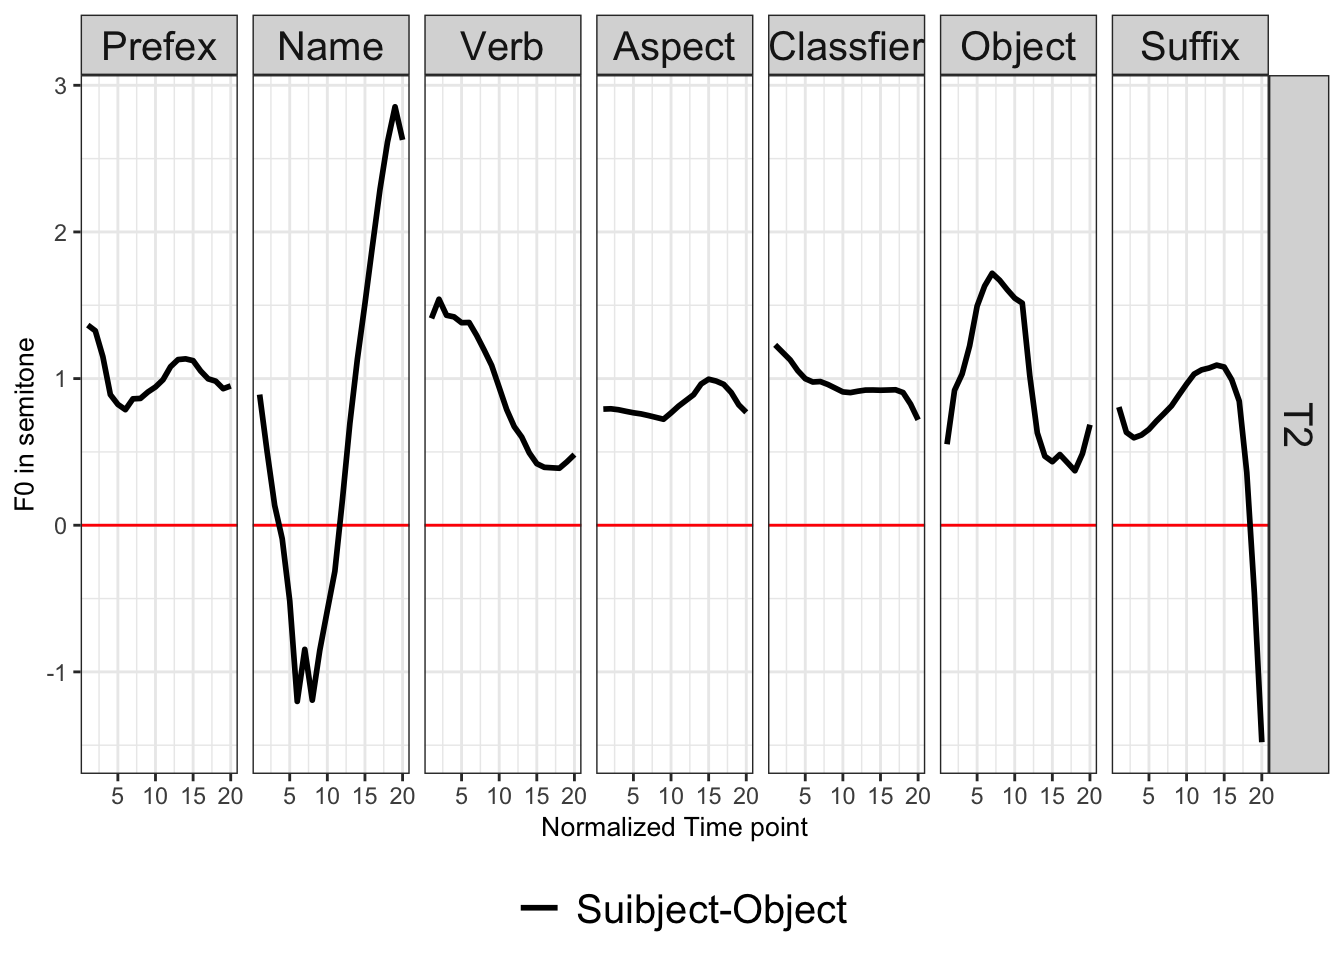 Prefex Name Verb Aspect Classfier Object Suffix
3
2
1
0
-1
F0 in semitone
T2
5 10 15 20 5 10 15 20 5 10 15 20 5 10 15 20 5 10 15 20 5 10 15 20 5 10 15 20
Normalized Time point
Suibject-Object